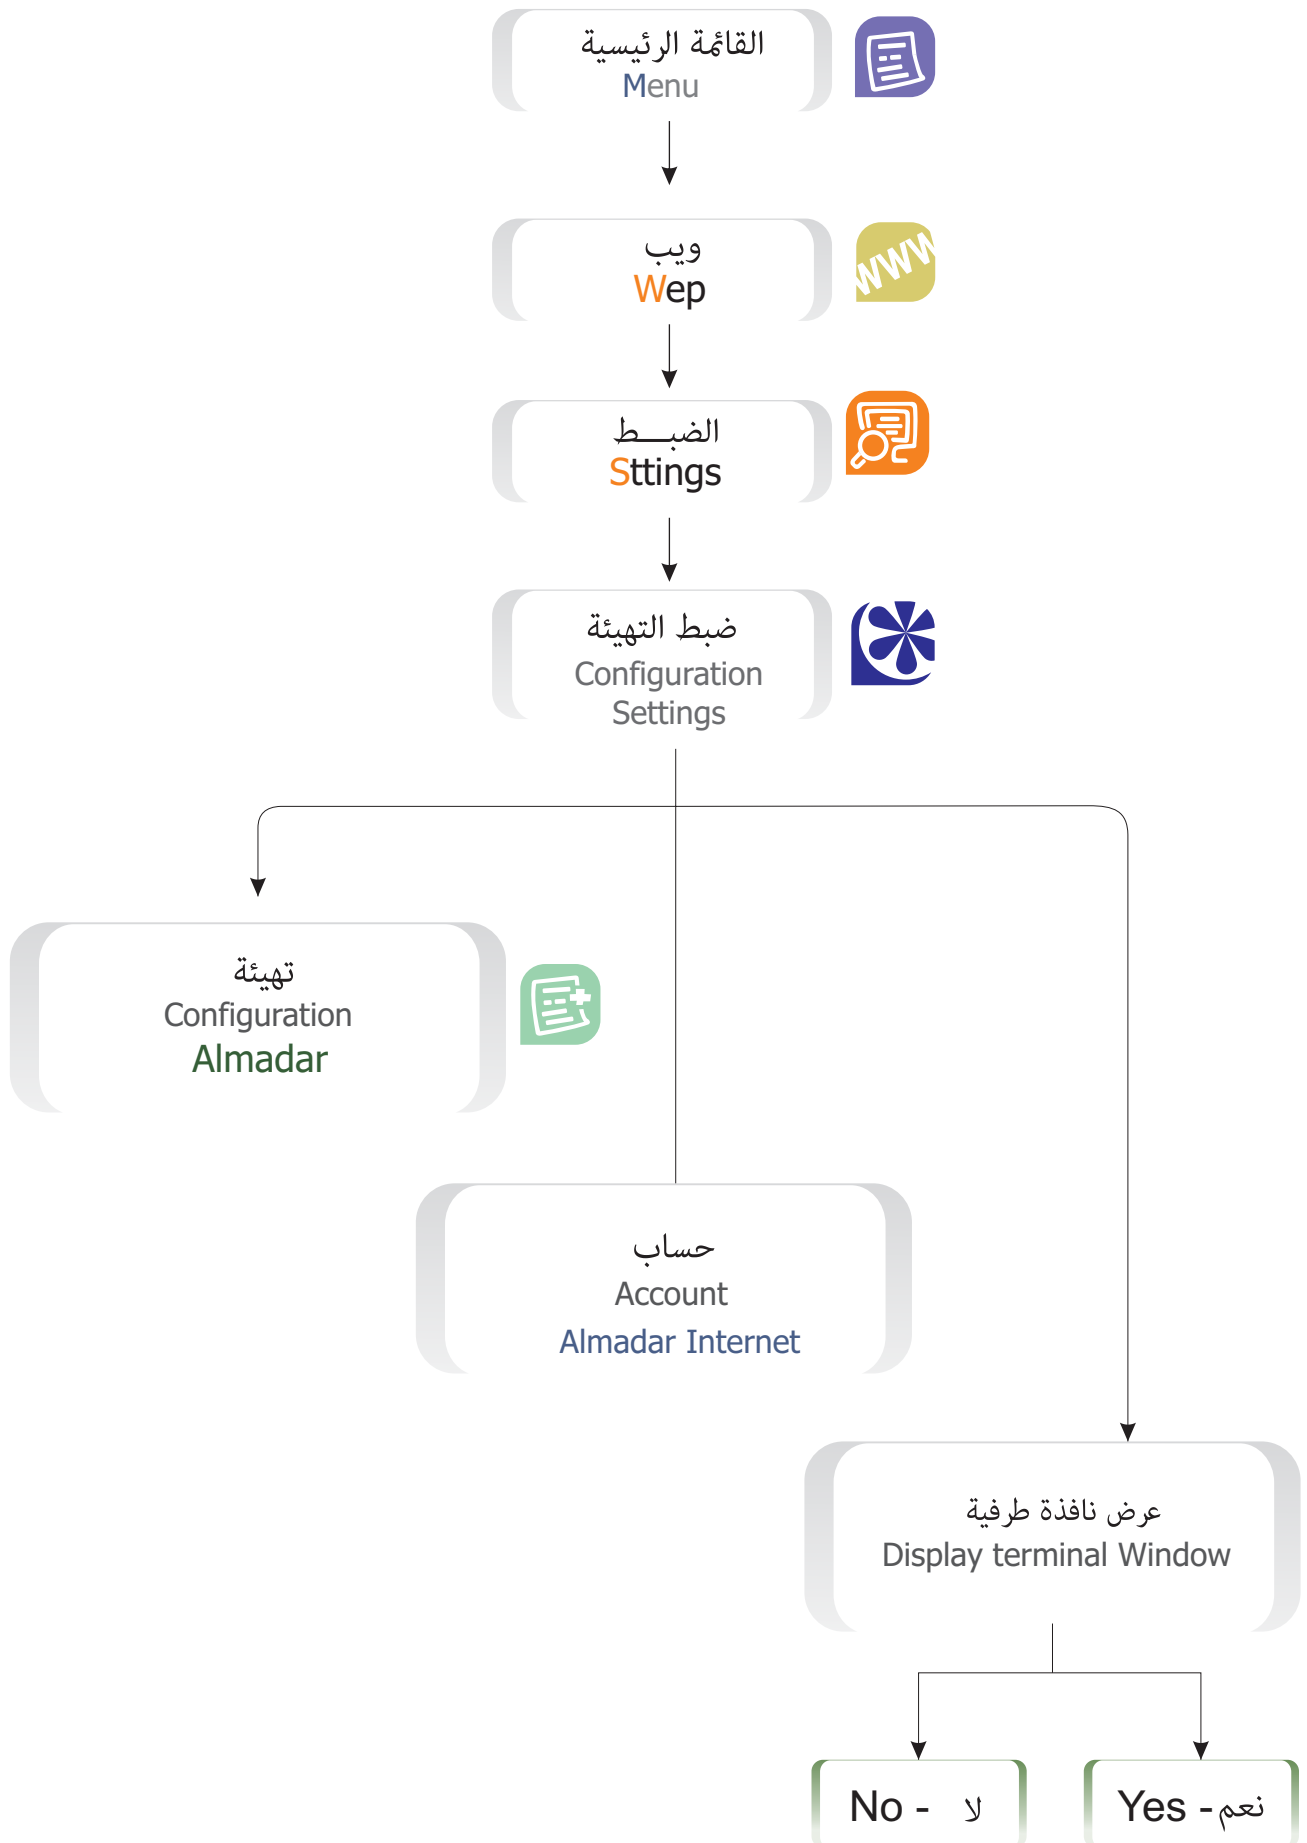 القائمة الرئيسية
Menu
ويب
Wep
www
الضبـــط
Sttings
ضبط التهيئة
Configuration
Settings
تهيئة
Configuration
Almadar
حساب
Account
Almadar Internet
عرض نافذة طرفية
Display terminal Window
No - لا
Yes - نعم